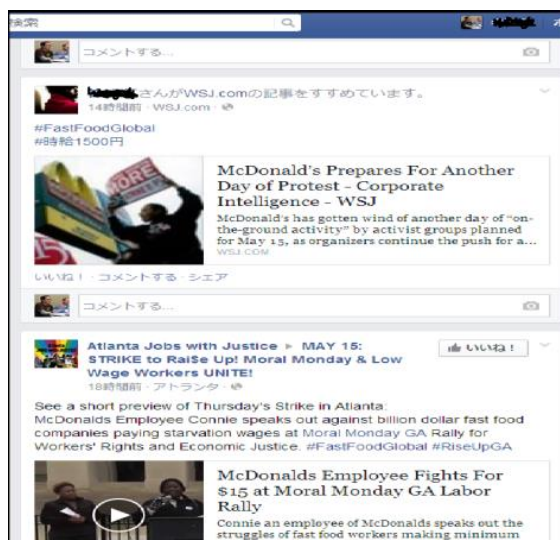 検索
コメントする...
さんがWSJ.comの記事をすすめています。
14時間前 · WSJ.com ·
#FastFoodGlobal
#時給1500円
MORE
15
McDonald's Prepares For Another
Day of Protest - Corporate
Intelligence - WSJ
McDonald's has gotten wind of another day of "on-
the-ground activity" by activist groups planned
for May 15, as organizers continue the push for a...
WSJ.COM
いいね！ · コメントする · シェア
コメントする...
Atlanta Jobs with Justice ▸ MAY 15:
STRIKE to Rai$e Up! Moral Monday & Low
Wage Workers UNITE!
いいね！
18時間前 · アトランタ ·
See a short preview of Thursday's Strike in Atlanta:
McDonalds Employee Connie speaks out against billion dollar fast food
companies paying starvation wages at Moral Monday GA Rally for
Workers' Rights and Economic Justice. #FastFoodGlobal #RiseUpGA
McDonalds Employee Fights For
$15 at Moral Monday GA Labor
Rally
Connie an employee of McDonalds speaks out the
struggles of fast food workers making minimum